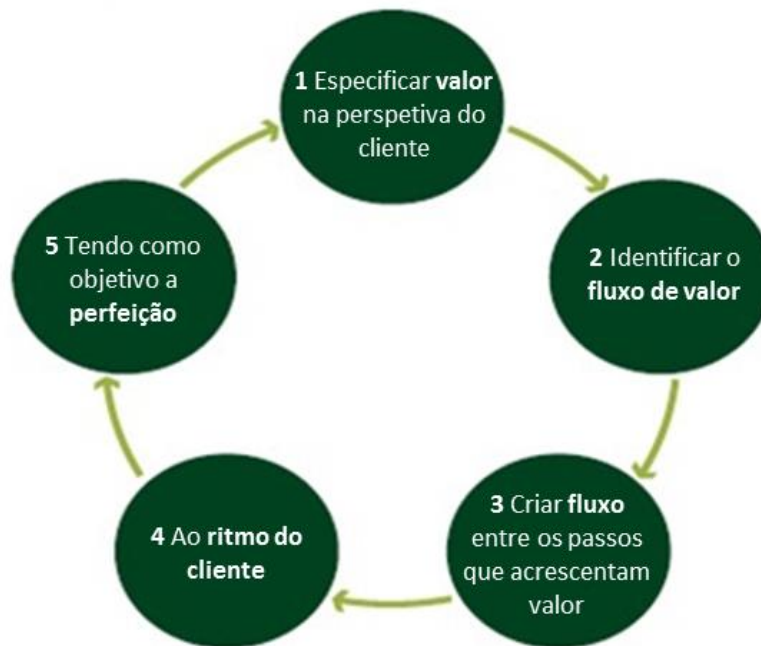 1 Especificar valor
na perspetiva do
cliente
2 Identificar o
fluxo de valor
3 Criar fluxo
entre os passos
que acrescentam
valor
4 Ao ritmo do
cliente
5 Tendo como
objetivo a
perfeição